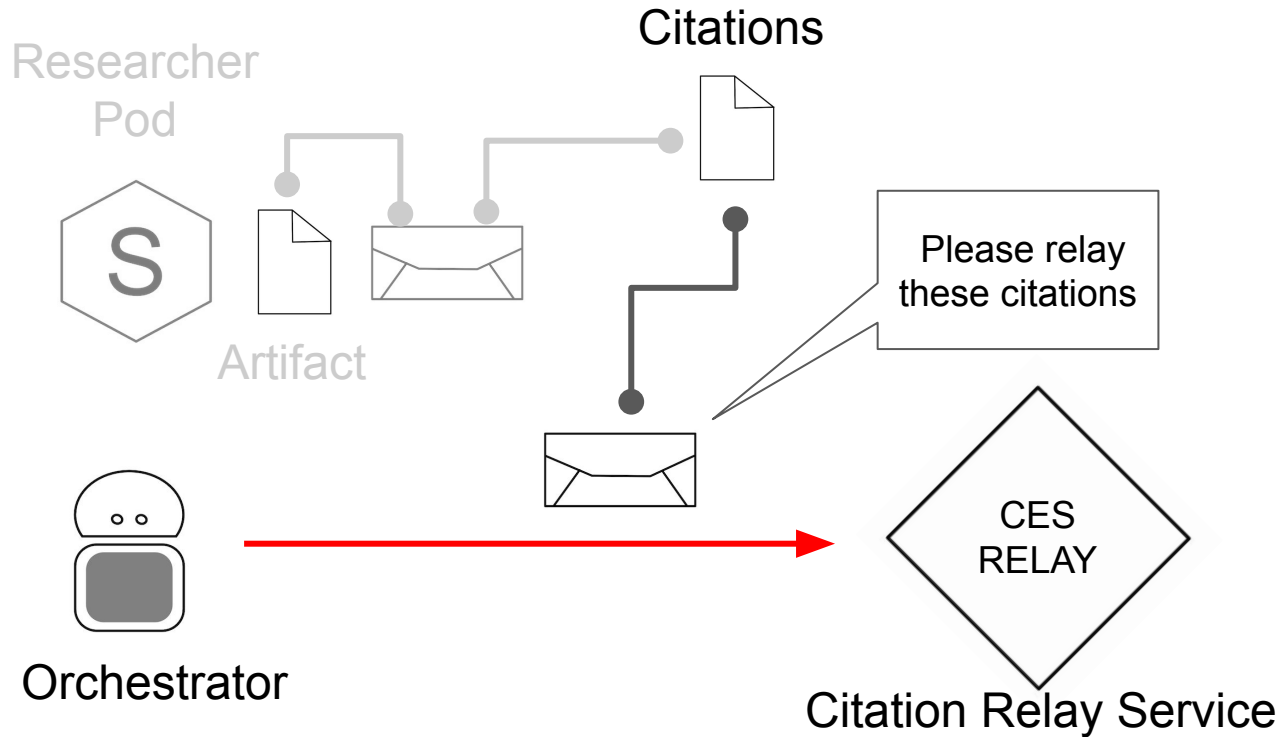 Citations
Researcher
Pod
S
Artifact
Please relay
these citations
CES
RELAY
Orchestrator
Citation Relay Service